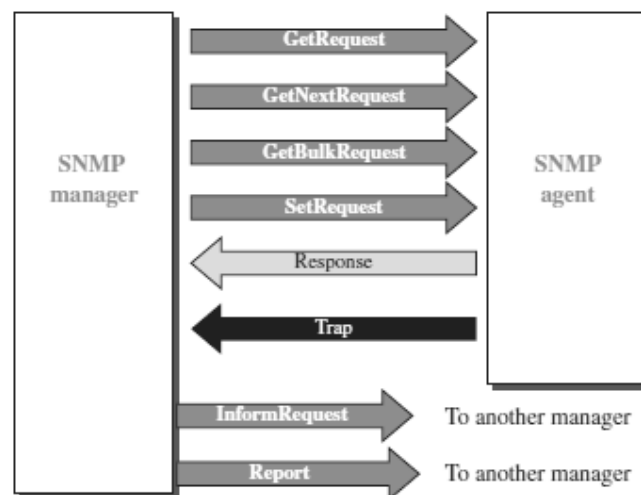 GetRequest
GetNextRequest
GetBulkRequest
SNMP
manager
SNMP
agent
SetRequest
Response
Trap
InformRequest To another manager
Report To another manager